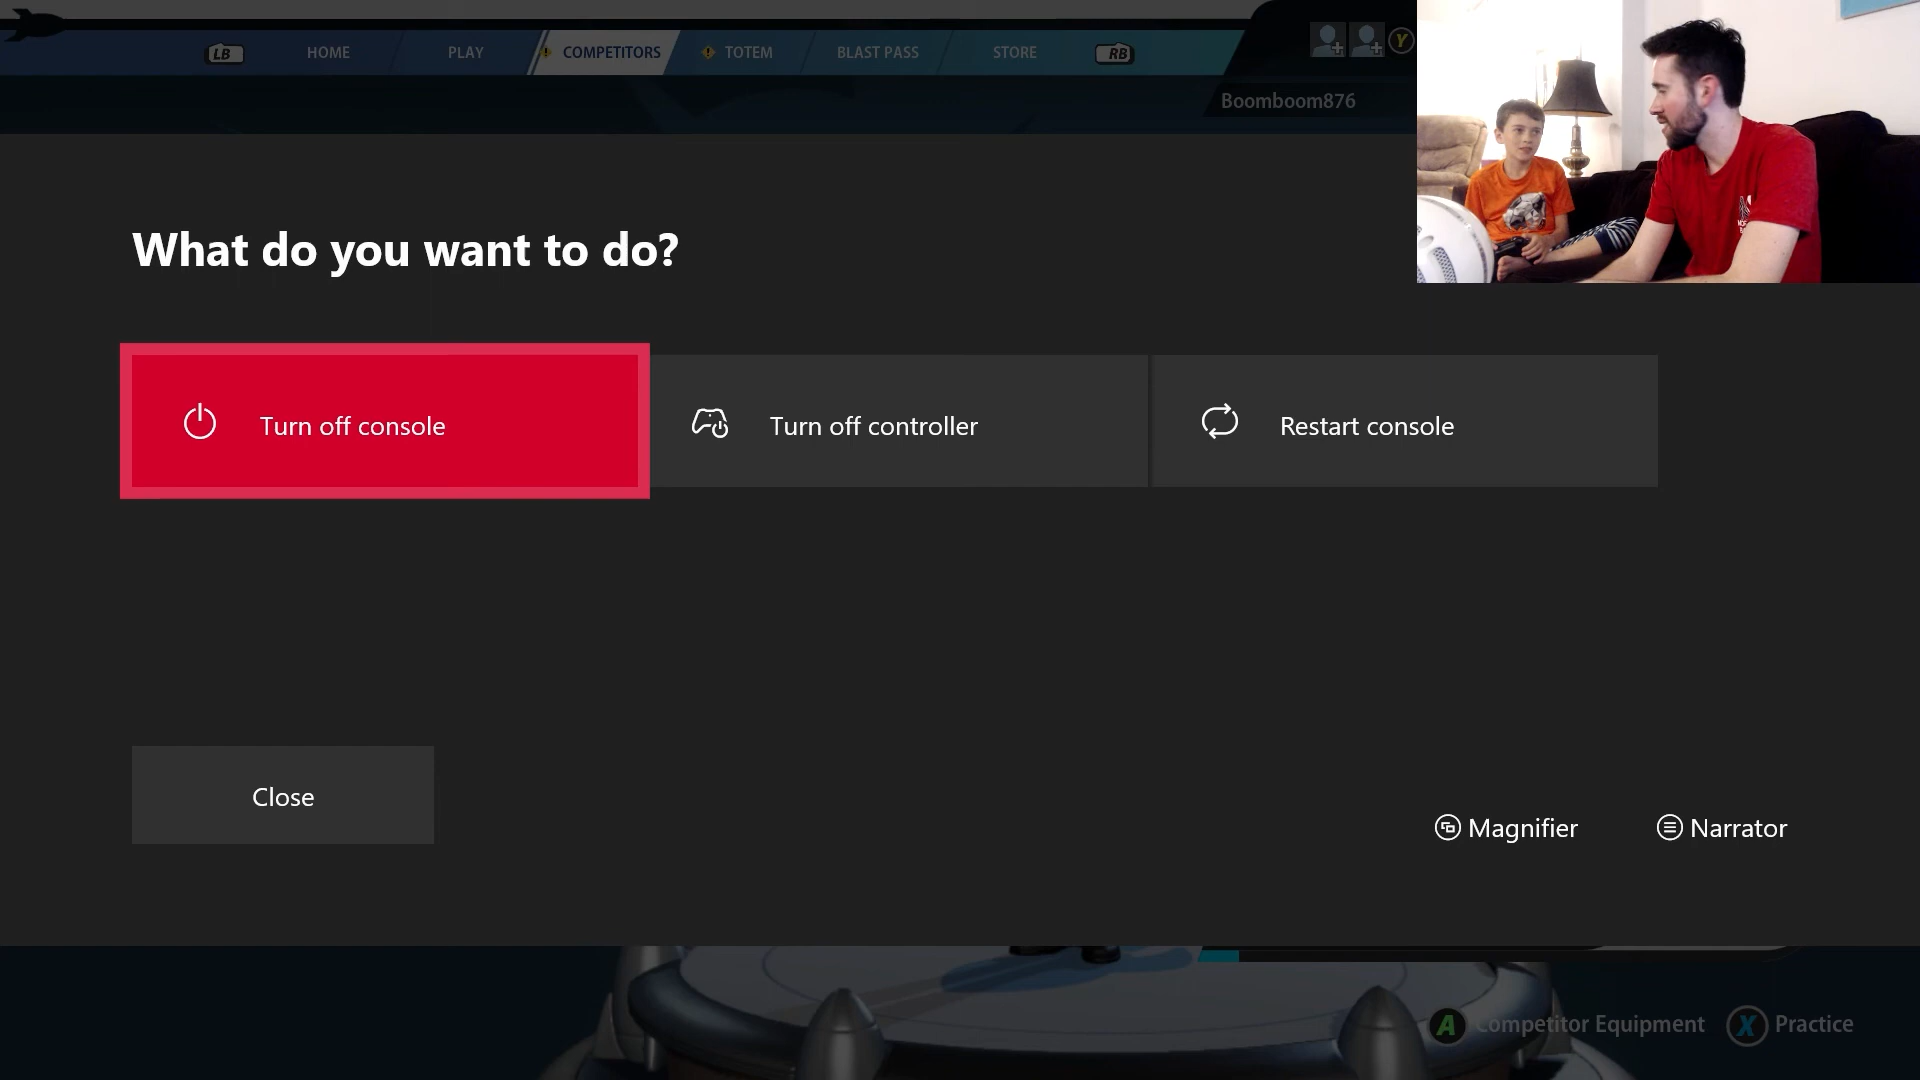 LB HOME PLAY COMPETITORS TOTEM BLAST PASS STORE RB Y
Boomboom876
What do you want to do?
Turn off console Turn off controller Restart console
Close
Magnifier Narrator
A Competitor Equipment X Practice